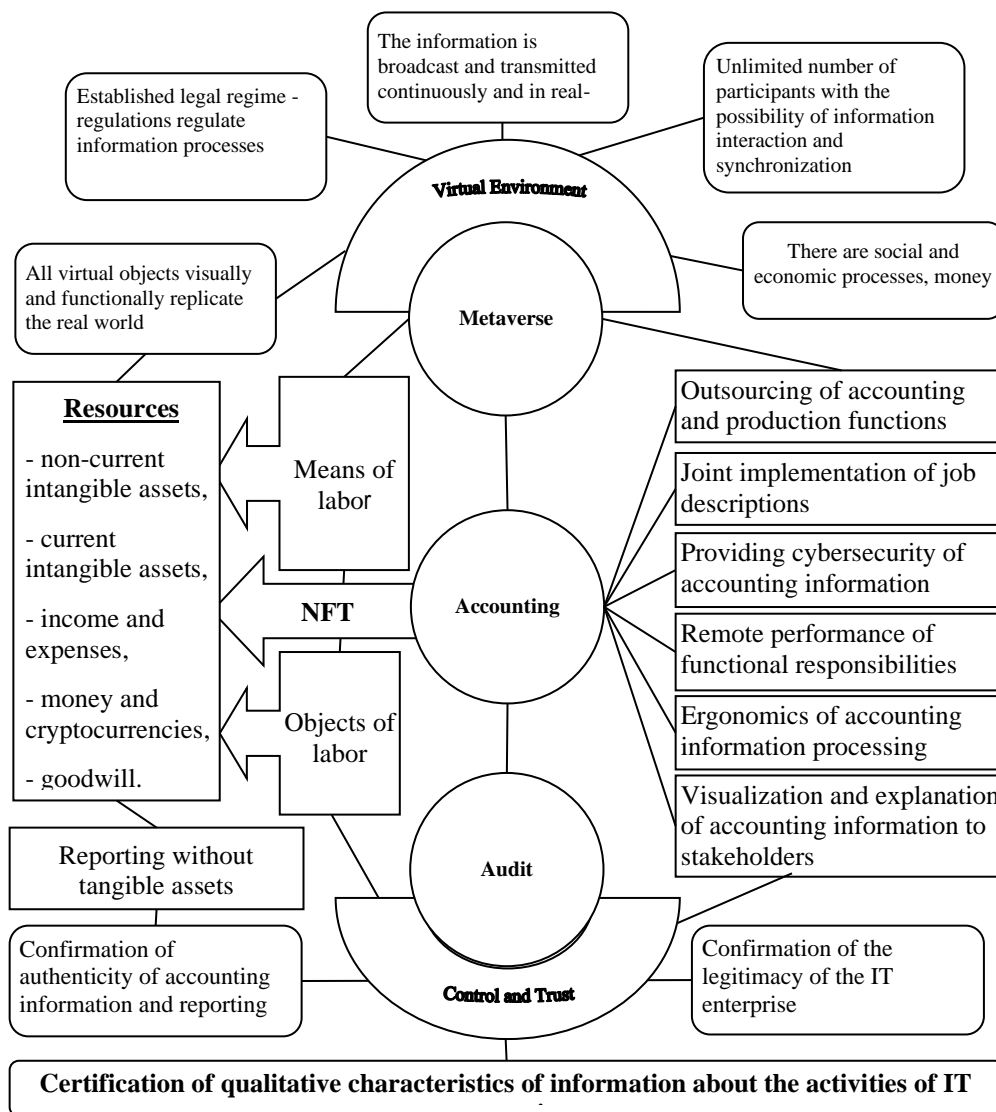 The information is
broadcast and transmitted
continuously and in real-
Established legal regime -
regulations regulate
information processes
Unlimited number of
participants with the
possibility of information
interaction and
synchronization
Virtual Environment
All virtual objects visually
and functionally replicate
the real world
There are social and
economic processes, money
Metaverse
Resources
- non-current
intangible assets,
- current
intangible assets,
- income and
expenses,
- money and
cryptocurrencies,
- goodwill.
Means of
labor
NFT
Objects of
labor
Accounting
Outsourcing of accounting
and production functions
Joint implementation of job
descriptions
Providing cybersecurity of
accounting information
Remote performance of
functional responsibilities
Ergonomics of accounting
information processing
Visualization and explanation
of accounting information to
stakeholders
Reporting without
tangible assets
Audit
Control and Trust
Confirmation of
authenticity of accounting
information and reporting
Confirmation of the
legitimacy of the IT
enterprise
Certification of qualitative characteristics of information about the activities of IT